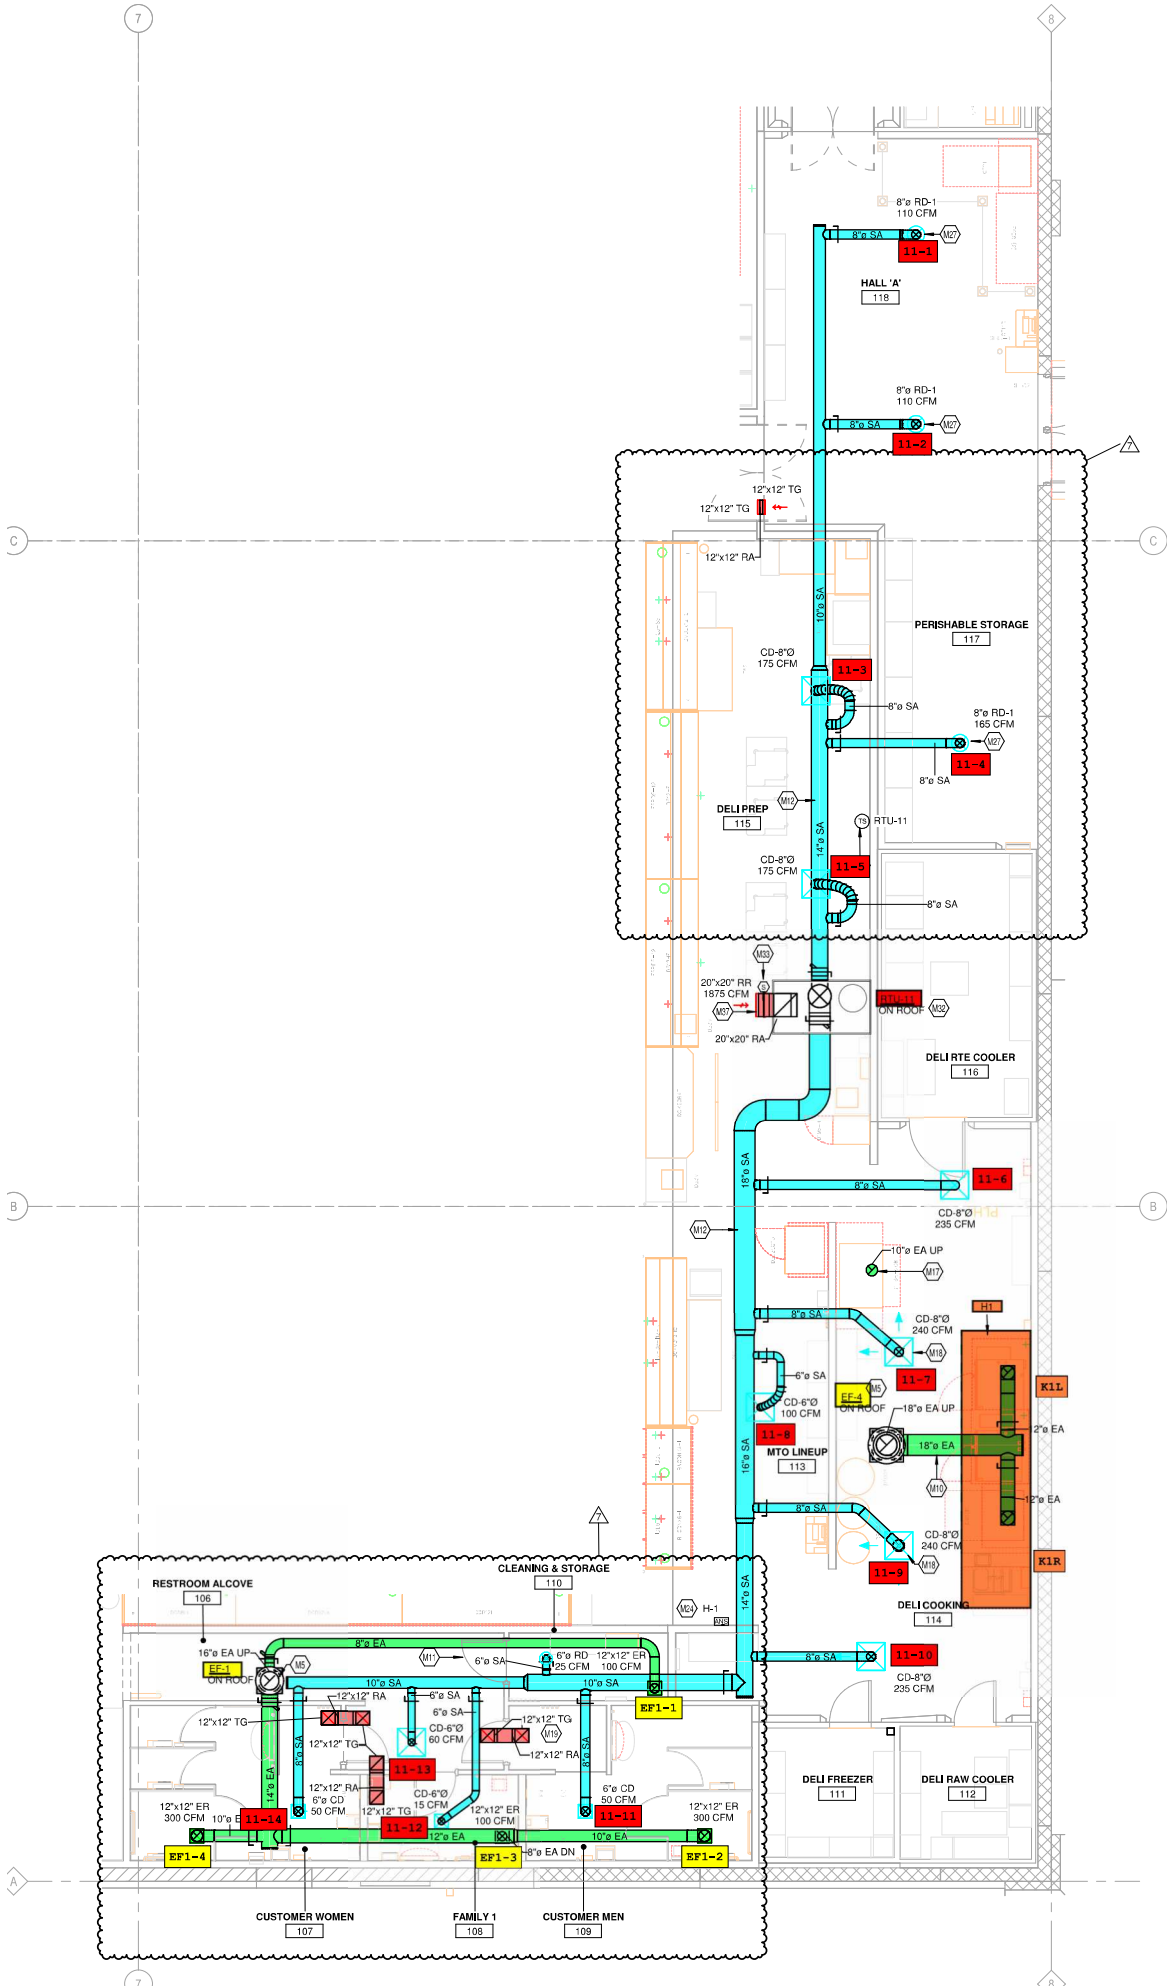 7
8
8"ø RD-1
110 CFM
8"ø SA
M27
11-1
HALL 'A'
118
8"ø RD-1
110 CFM
8"ø SA
M27
11-2
7
12"x12" TG
12"x12" TG
C
C
12"x12" RA
10"ø SA
PERISHABLE STORAGE
117
CD-8"Ø
175 CFM
11-3
8"ø SA
8"ø RD-1
165 CFM
M27
11-4
8"ø SA
M12
DELI PREP
115
TS
RTU-11
14"ø SA
CD-8"Ø
175 CFM
11-5
8"ø SA
M33
20"x20" RR
1875 CFM
S
M37
RTU-11
ON ROOF
M32
20"x20" RA
DELI RTE COOLER
116
18"ø SA
8"ø SA
11-6
B
B
CD-8"Ø
235 CFM
M12
10"ø EA UP
M17
H1
8"ø SA
CD-8"Ø
240 CFM
M18
11-7
6"ø SA
K1L
CD-6"Ø
100 CFM
EF-4
M5
ON ROOF
18"ø EA UP
11-8
12"ø EA
MTO LINEUP
113
16"ø SA
18"ø EA
M10
12"ø EA
8"ø SA
7
CD-8"Ø
240 CFM
M18
K1R
11-9
CLEANING & STORAGE
110
RESTROOM ALCOVE
106
14"ø SA
M24
H-1
ANS
DELI COOKING
114
8"ø EA
16"ø EA UP
M11
6"ø SA
6"ø RD
25 CFM
12"x12" ER
100 CFM
8"ø SA
11-10
EF-1
ON ROOF
M5
10"ø SA
10"ø SA
CD-8"Ø
235 CFM
12"x12" RA
6"ø SA
6"ø SA
EF1-1
12"x12" TG
CD-6"Ø
60 CFM
12"x12" TG
M19
12"x12" TG
12"x12" RA
8"ø SA
8"ø SA
11-13
12"x12" RA
6"ø CD
50 CFM
CD-6"Ø
15 CFM
6"ø CD
50 CFM
DELI FREEZER
111
DELI RAW COOLER
112
14"ø EA
12"x12" ER
300 CFM
12"x12" TG
12"x12" ER
100 CFM
12"x12" ER
300 CFM
11-14
11-12
11-11
10"ø E
12"ø EA
10"ø EA
EF1-4
EF1-3
8"ø EA DN
EF1-2
A
CUSTOMER WOMEN
107
FAMILY 1
108
CUSTOMER MEN
109
7
8